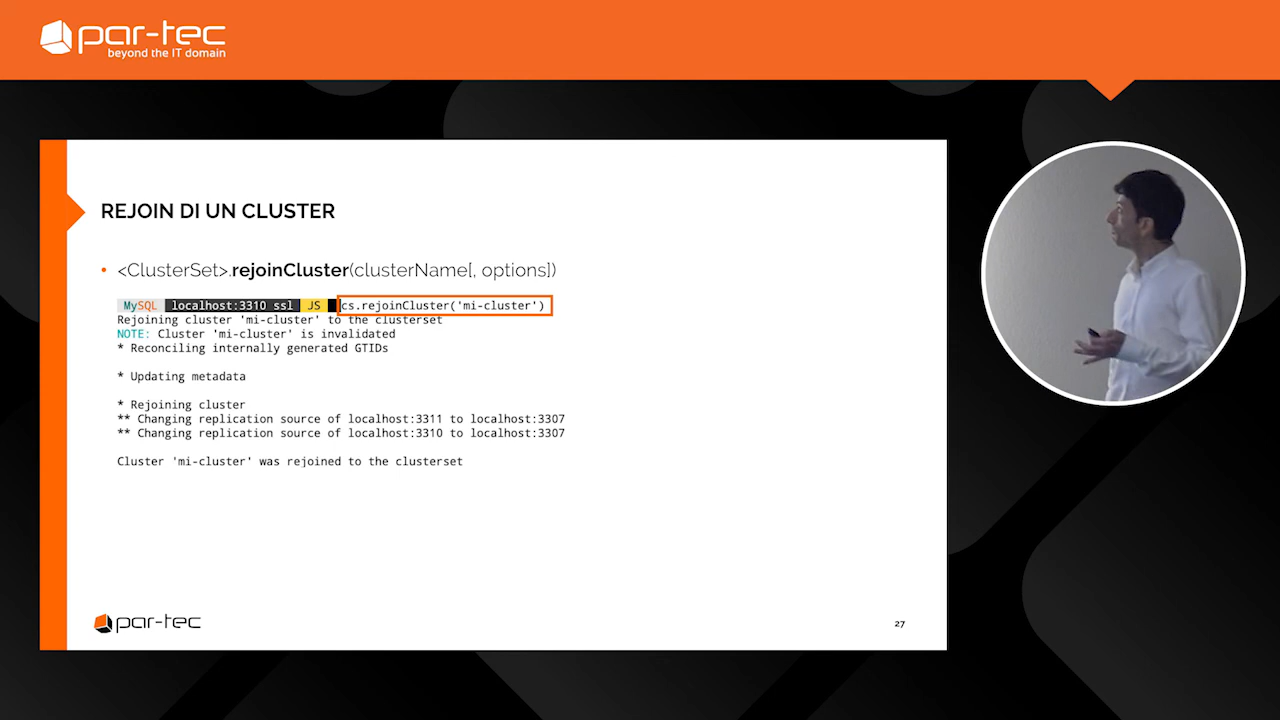 par-tec
beyond the IT domain
REJOIN DI UN CLUSTER
• <ClusterSet>.rejoinCluster(clusterName[, options])
MySQL localhost:3310 ssl JS cs.rejoinCluster('mi-cluster')
Rejoining cluster 'mi-cluster' to the clusterset
NOTE: Cluster 'mi-cluster' is invalidated
* Reconciling internally generated GTIDs
* Updating metadata
* Rejoining cluster
** Changing replication source of localhost:3311 to localhost:3307
** Changing replication source of localhost:3310 to localhost:3307
Cluster 'mi-cluster' was rejoined to the clusterset
par-tec
27